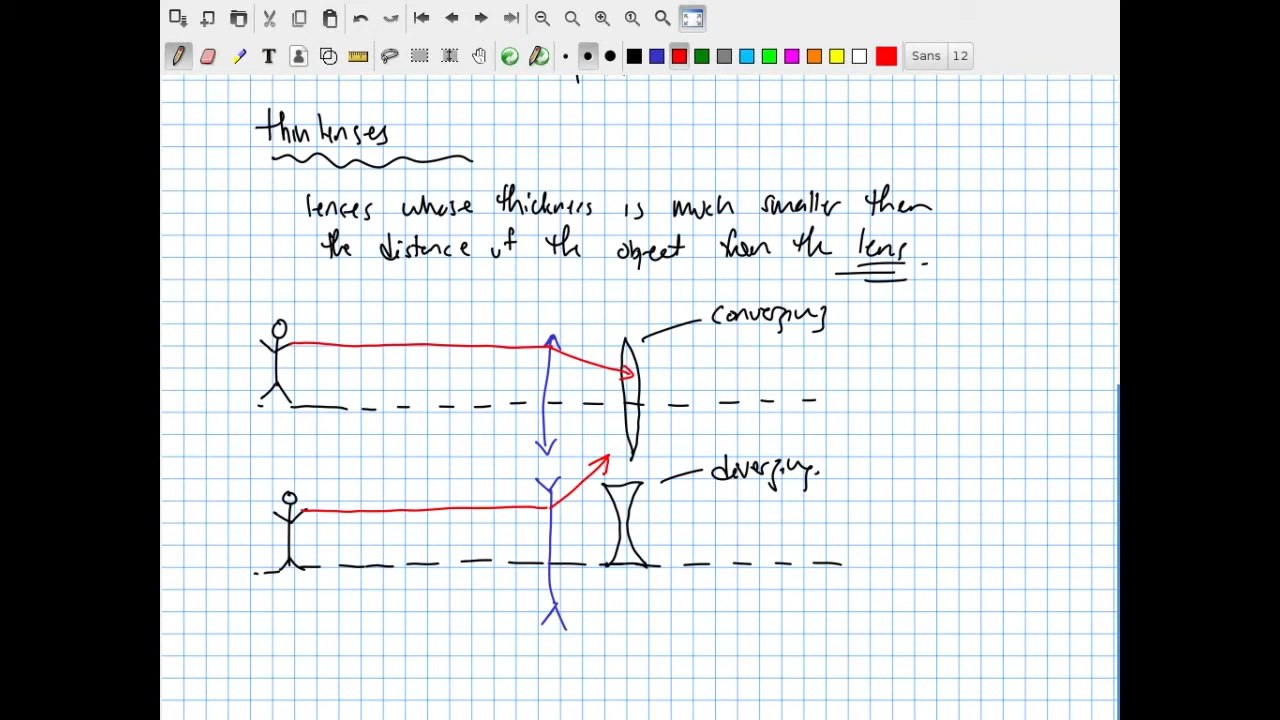 T Sans 12
thin lenses
lenses whose thickness is much smaller then
the distance of the object from the lens.
converging
diverging.